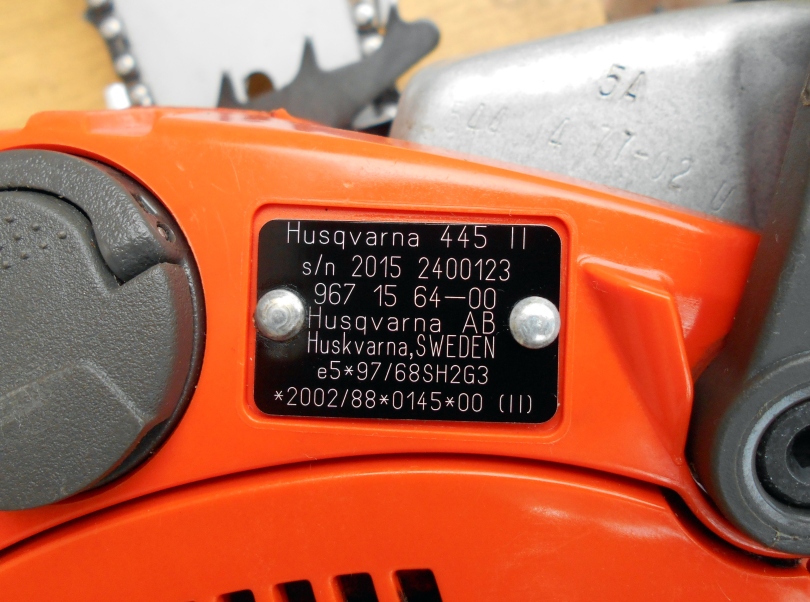 5A
Husqvarna 445 II
s/n 2015 2400123
967 15 64-00
Husqvarna AB
Huskvarna,SWEDEN
e5*97/68SH2G3
*2002/88*0145*00 (II)